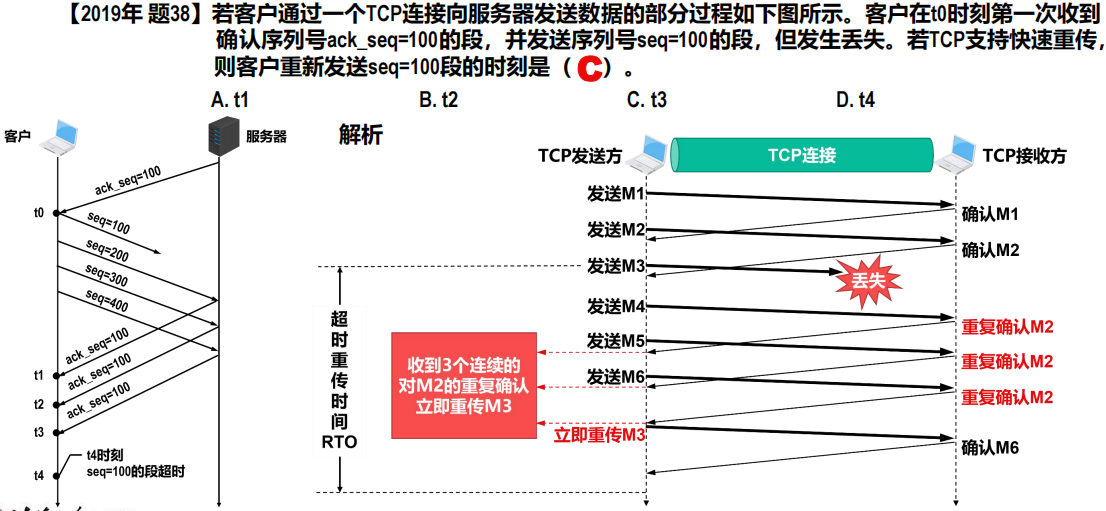 【2019年 题38】若客户通过一个TCP连接向服务器发送数据的部分过程如下图所示。客户在t0时刻第一次收到
确认序列号ack_seq=100的段，并发送序列号seq=100的段，但发生丢失。若TCP支持快速重传，
则客户重新发送seq=100段的时刻是（ C ）。
A. t1 B. t2 C. t3 D. t4
客户
服务器
ack_seq=100
t0
seq=100
seq=200
seq=300
seq=400
ack_seq=100
t1
ack_seq=100
t2
ack_seq=100
t3
t4时刻
t4
seq=100的段超时
解析
TCP发送方
TCP连接
TCP接收方
发送M1
确认M1
发送M2
确认M2
发送M3
丢失
发送M4
重复确认M2
发送M5
重复确认M2
发送M6
重复确认M2
超
时
重
传
时
间
RTO
收到3个连续的
对M2的重复确认
立即重传M3
立即重传M3
确认M6